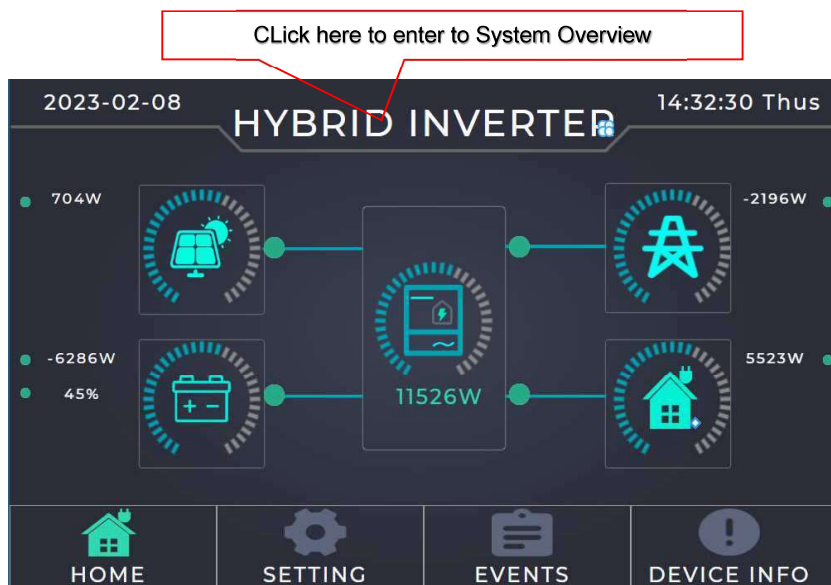 CLick here to enter to System Overview
2023-02-08
HYBRID INVERTER
14:32:30 Thus
704W
-2196W
-6286W
45%
11526W
5523W
HOME
SETTING
EVENTS
DEVICE INFO